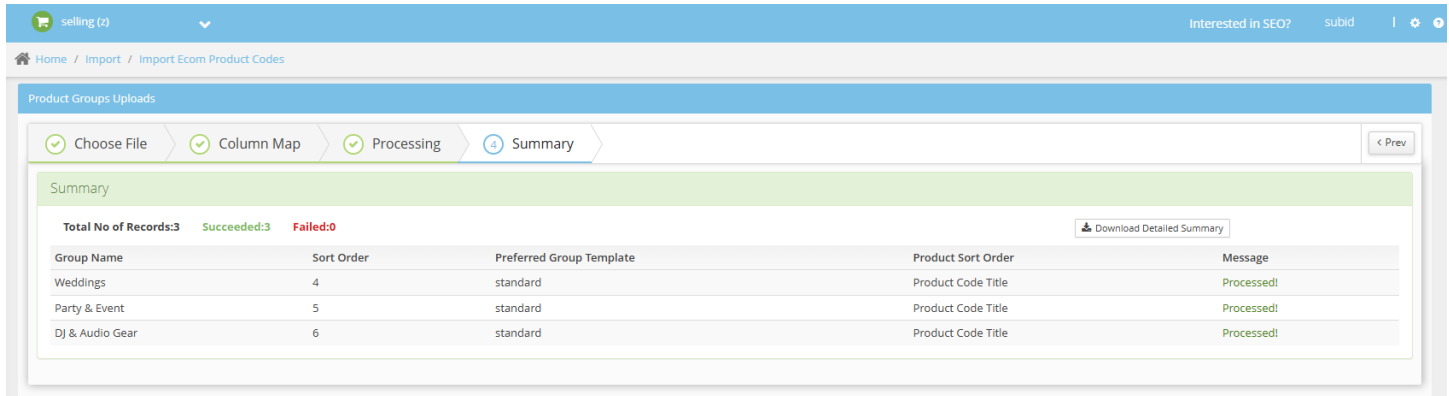 selling (z) Interested in SEO? subid |
Home / Import / Import Ecom Product Codes
Product Groups Uploads
Choose File Column Map Processing 4 Summary < Prev
Summary
Total No of Records:3 Succeeded:3 Failed:0 Download Detailed Summary
Group Name Sort Order Preferred Group Template Product Sort Order Message
Weddings 4 standard Product Code Title Processed!
Party & Event 5 standard Product Code Title Processed!
DJ & Audio Gear 6 standard Product Code Title Processed!